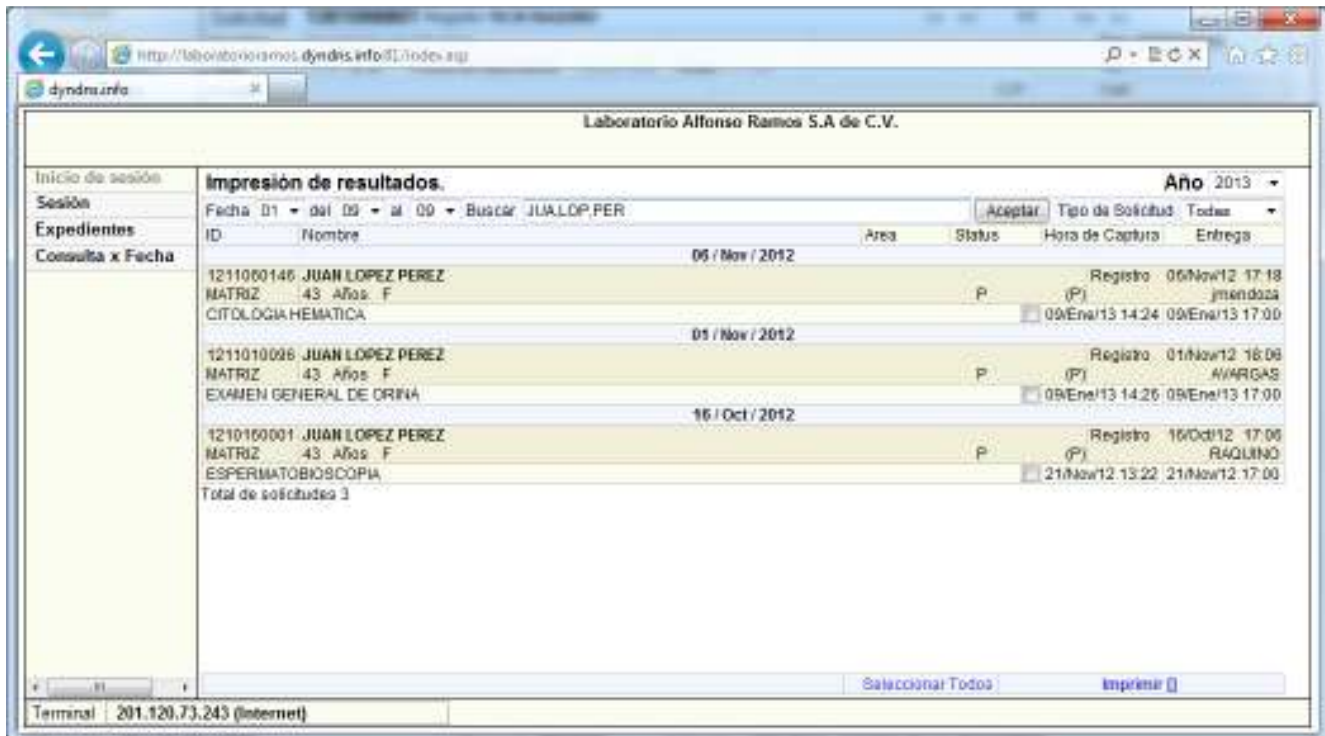 http://laboratorioramos.dyndns.info:81/index.asp
dyndns.info
Laboratorio Alfonso Ramos S.A de C.V.
Inicio de sesión
Sesión
Expedientes
Consulta x Fecha
Impresión de resultados. Año 2013
Fecha 01 del 09 al 09 Buscar JUA.LOP.PER Aceptar Tipo de Solicitud Todas
ID Nombre Area Status Hora de Captura Entrega
06 / Nov / 2012
1211060146 JUAN LOPEZ PEREZ Registro 06/Nov/12 17:18
MATRIZ 43 Años F P (P) jmendoza
CITOLOGIA HEMATICA 09/Ene/13 14:24 09/Ene/13 17:00
01 / Nov / 2012
1211010096 JUAN LOPEZ PEREZ Registro 01/Nov/12 18:06
MATRIZ 43 Años F P (P) AVARGAS
EXAMEN GENERAL DE ORINA 09/Ene/13 14:26 09/Ene/13 17:00
16 / Oct / 2012
1210160001 JUAN LOPEZ PEREZ Registro 16/Oct/12 17:06
MATRIZ 43 Años F P (P) RAQUINO
ESPERMATOBIOSCOPIA 21/Nov/12 13:22 21/Nov/12 17:00
Total de solicitudes 3
Seleccionar Todos Imprimir []
Terminal 201.120.73.243 (Internet)